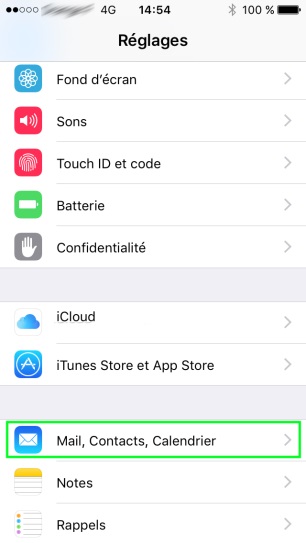 4G 14:54 100 %
Réglages
Fond d'écran
Sons
Touch ID et code
Batterie
Confidentialité
iCloud
iTunes Store et App Store
Mail, Contacts, Calendrier
Notes
Rappels